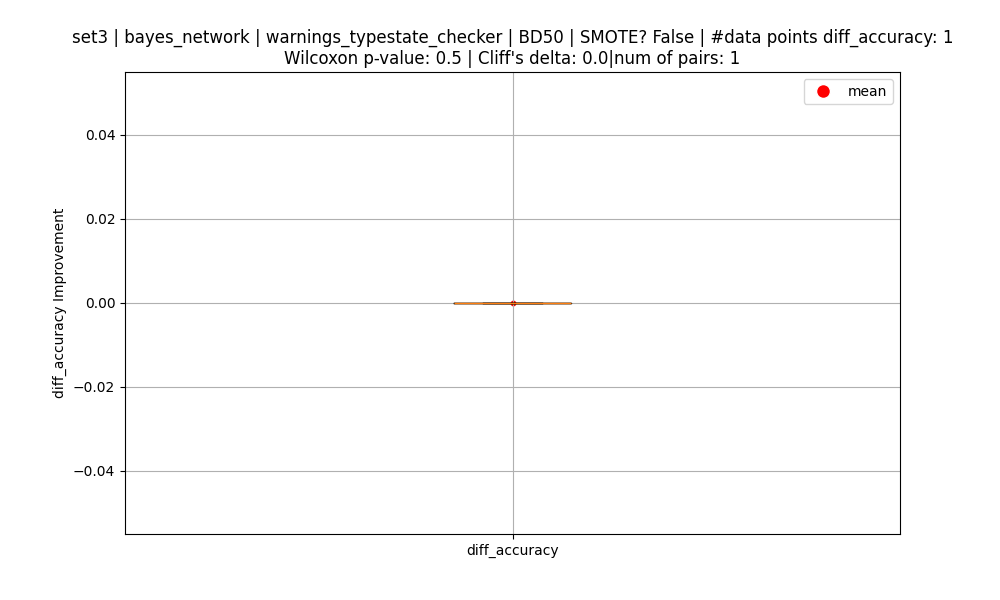 set3 | bayes_network | warnings_typestate_checker | BD50 | SMOTE? False | #data points diff_accuracy: 1
Wilcoxon p-value: 0.5 | Cliff's delta: 0.0|num of pairs: 1
mean
0.04
0.02
0.00
−0.02
−0.04
diff_accuracy Improvement
diff_accuracy